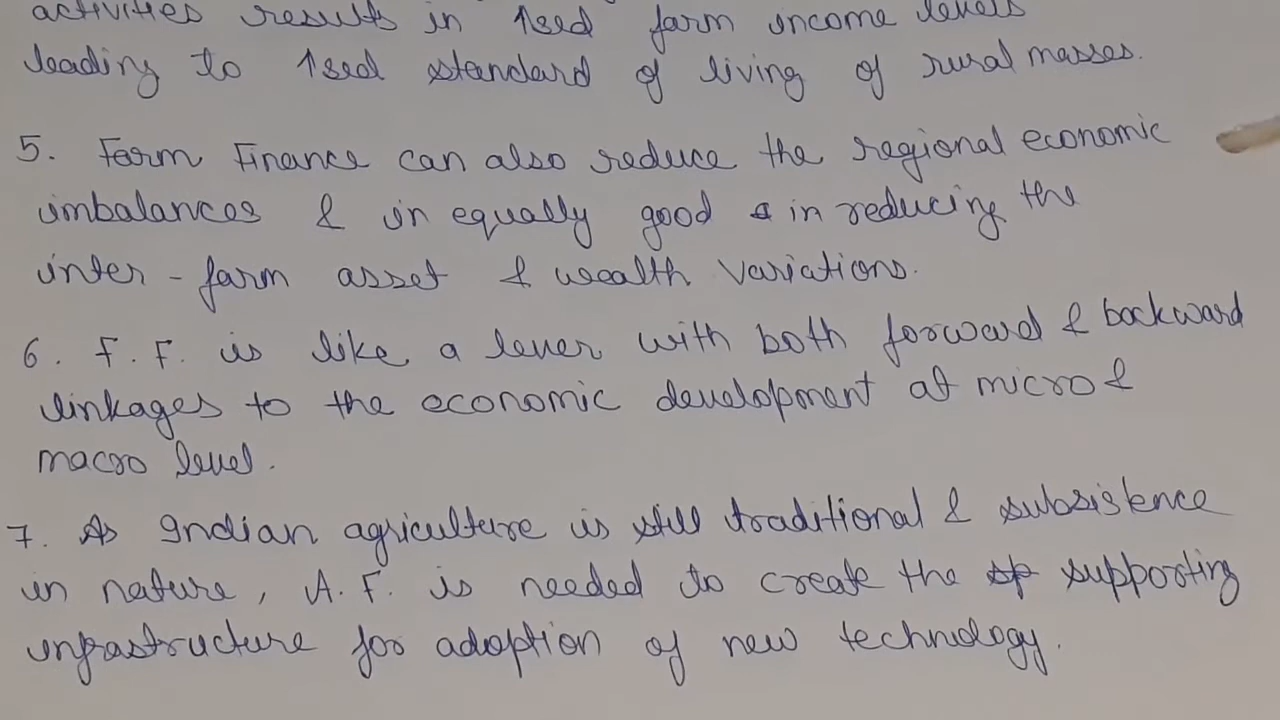 activities results in ↑sed farm income levels
leading to ↑sed standard of living of rural masses.
5. Farm Finance can also reduce the regional economic
imbalances & in equally good in reducing the
inter - farm asset & wealth variations.
6. F. F. is like a lever with both forward & backward
linkages to the economic development at micro &
macro level.
7. As Indian agriculture is still traditional & subsistence
in nature, A. F. is needed to create the supporting
infrastructure for adoption of new technology.